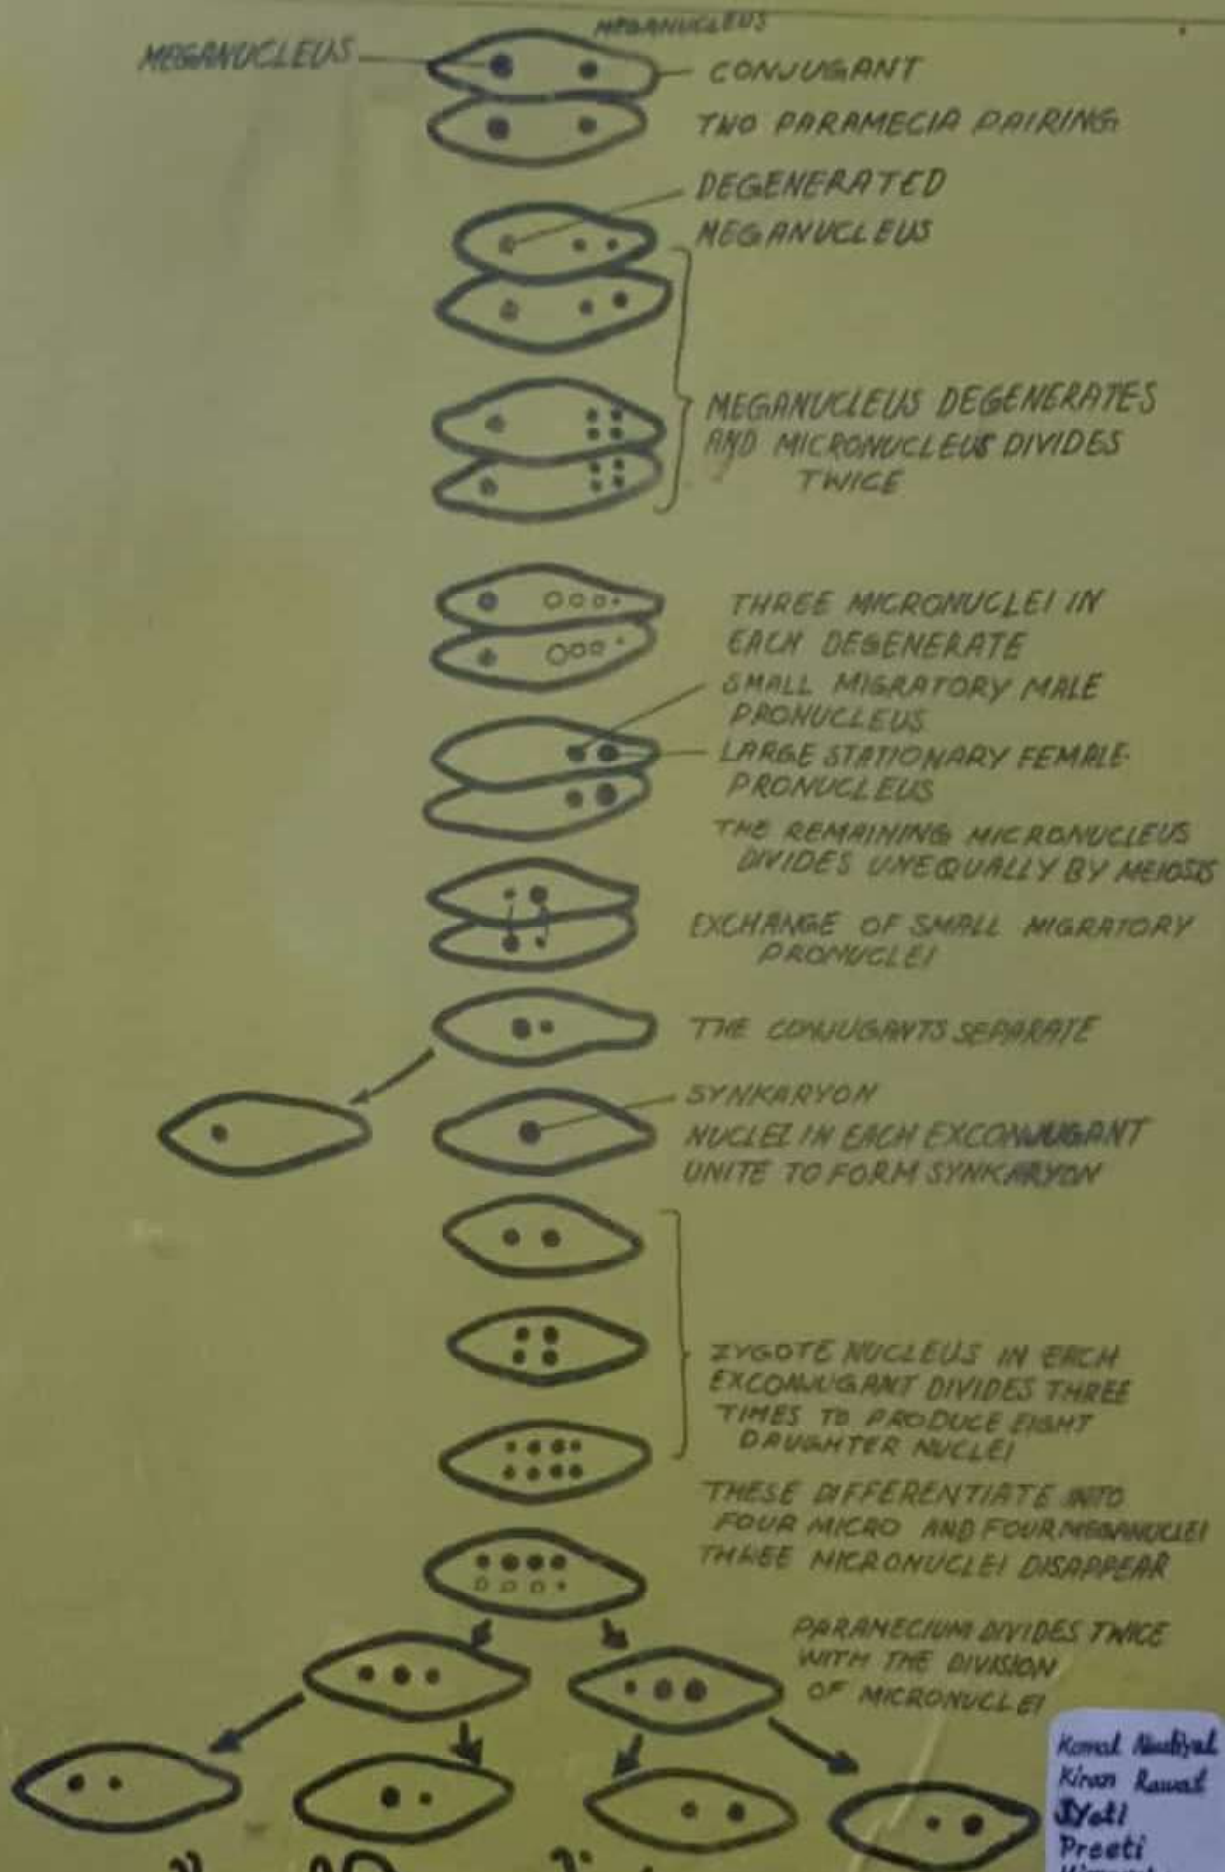 MEGANUCLEUS
MEGANUCLEUS
CONJUGANT
TWO PARAMECIA PAIRING
DEGENERATED
MEGANUCLEUS
MEGANUCLEUS DEGENERATES
AND MICRONUCLEUS DIVIDES
TWICE
THREE MICRONUCLEI IN
EACH DEGENERATE
SMALL MIGRATORY MALE
PRONUCLEUS
LARGE STATIONARY FEMALE
PRONUCLEUS
THE REMAINING MICRONUCLEUS
DIVIDES UNEQUALLY BY MEIOSIS
EXCHANGE OF SMALL MIGRATORY
PRONUCLEI
THE CONJUGANTS SEPARATE
SYNKARYON
NUCLEI IN EACH EXCONJUGANT
UNITE TO FORM SYNKARYON
ZYGOTE NUCLEUS IN EACH
EXCONJUGANT DIVIDES THREE
TIMES TO PRODUCE EIGHT
DAUGHTER NUCLEI
THESE DIFFERENTIATE INTO
FOUR MICRO AND FOUR MEGANUCLEI
THREE MICRONUCLEI DISAPPEAR
PARAMECIUM DIVIDES TWICE
WITH THE DIVISION
OF MICRONUCLEI
Komal
Kiran Rawat
Jyoti
Preeti